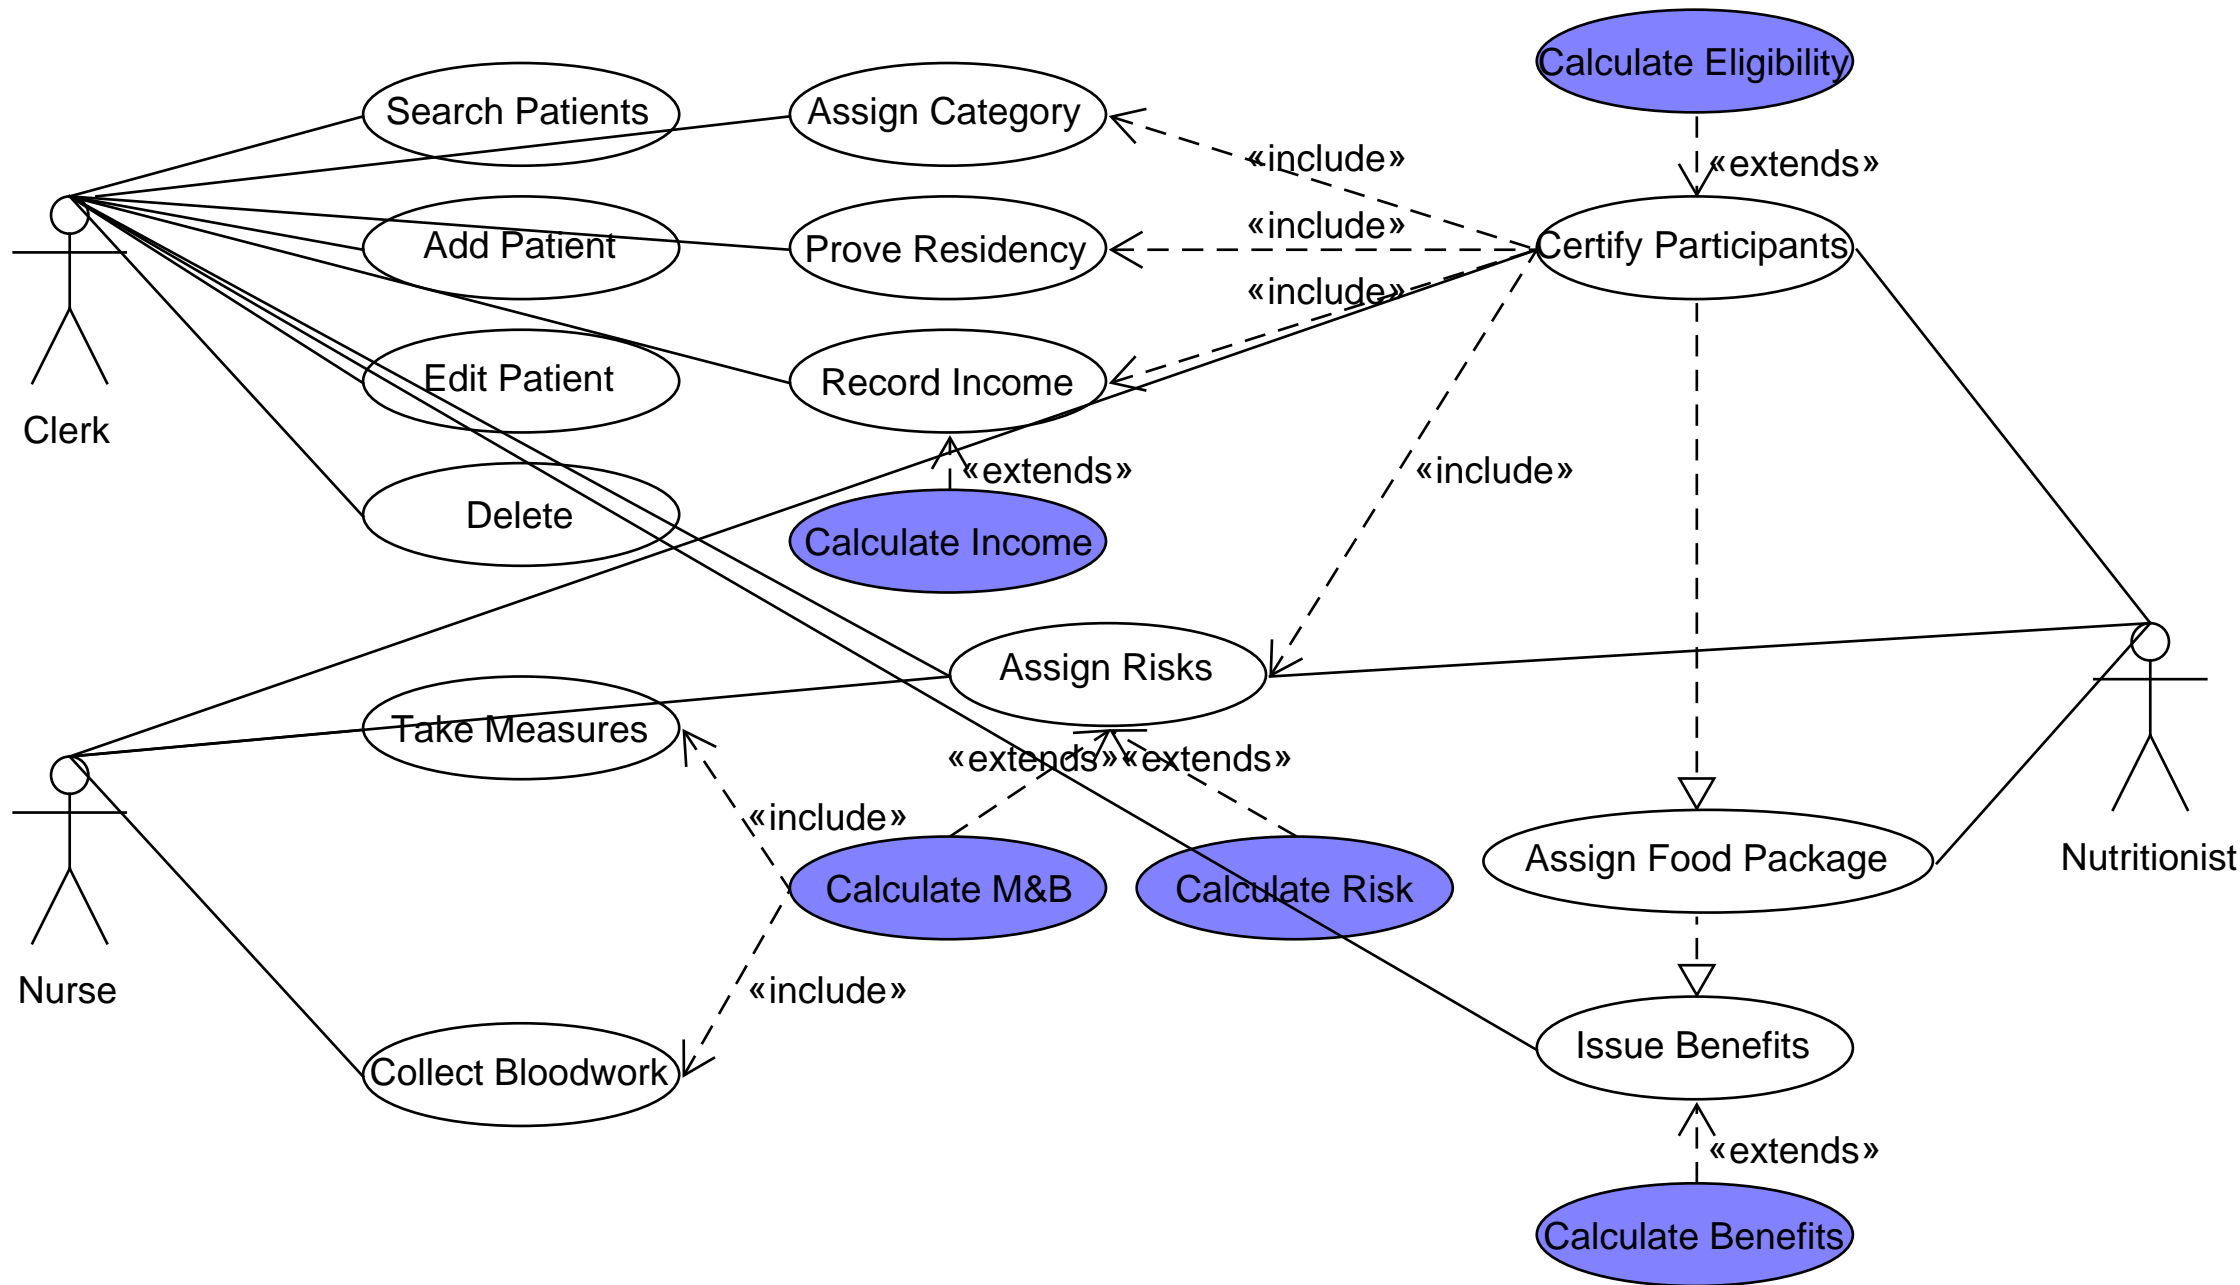 Calculate Eligibility
Search Patients
Assign Category
«include»
«extends»
Add Patient
Prove Residency
«include»
Certify Participants
«include»
Edit Patient
Record Income
Clerk
«extends»
«include»
Delete
Calculate Income
Assign Risks
Take Measures
«extends»
«extends»
«include»
Calculate M&B
Calculate Risk
Assign Food Package
Nutritionist
Nurse
«include»
Issue Benefits
Collect Bloodwork
«extends»
Calculate Benefits